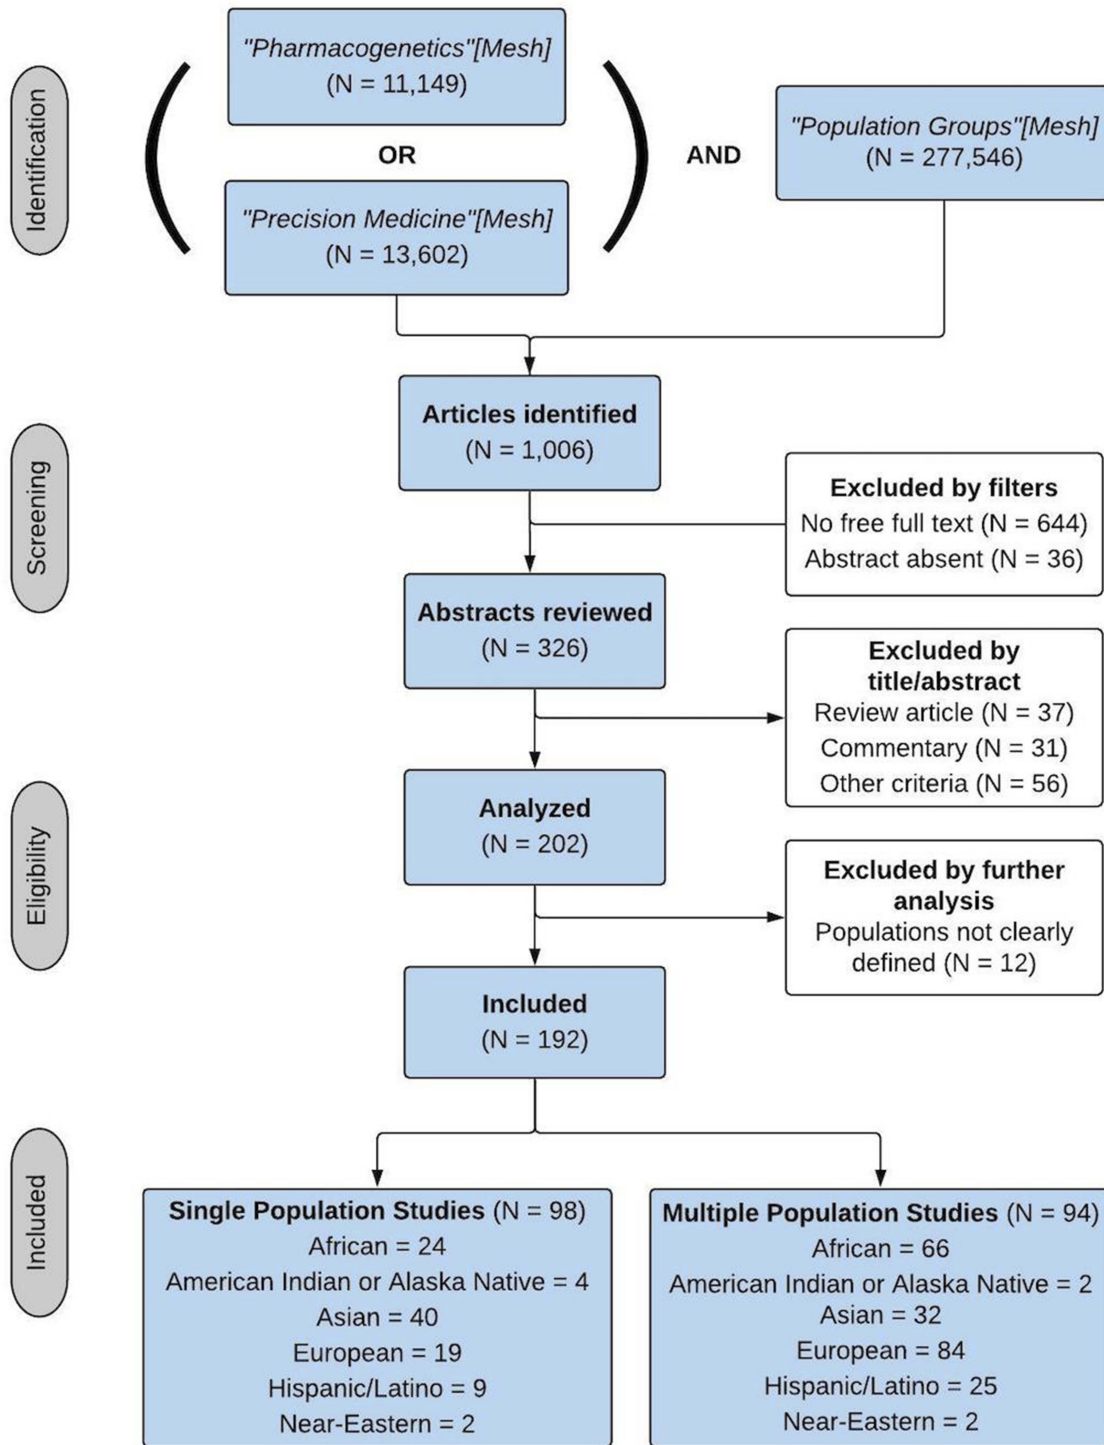 Identification
"Pharmacogenetics"[Mesh]
(N = 11,149)
OR
"Precision Medicine"[Mesh]
(N = 13,602)
AND
"Population Groups"[Mesh]
(N = 277,546)
Screening
Articles identified
(N = 1,006)
Excluded by filters
No free full text (N = 644)
Abstract absent (N = 36)
Abstracts reviewed
(N = 326)
Excluded by
title/abstract
Review article (N = 37)
Commentary (N = 31)
Other criteria (N = 56)
Eligibility
Analyzed
(N = 202)
Excluded by further
analysis
Populations not clearly
defined (N = 12)
Included
(N = 192)
Included
Single Population Studies (N = 98)
African = 24
American Indian or Alaska Native = 4
Asian = 40
European = 19
Hispanic/Latino = 9
Near-Eastern = 2
Multiple Population Studies (N = 94)
African = 66
American Indian or Alaska Native = 2
Asian = 32
European = 84
Hispanic/Latino = 25
Near-Eastern = 2